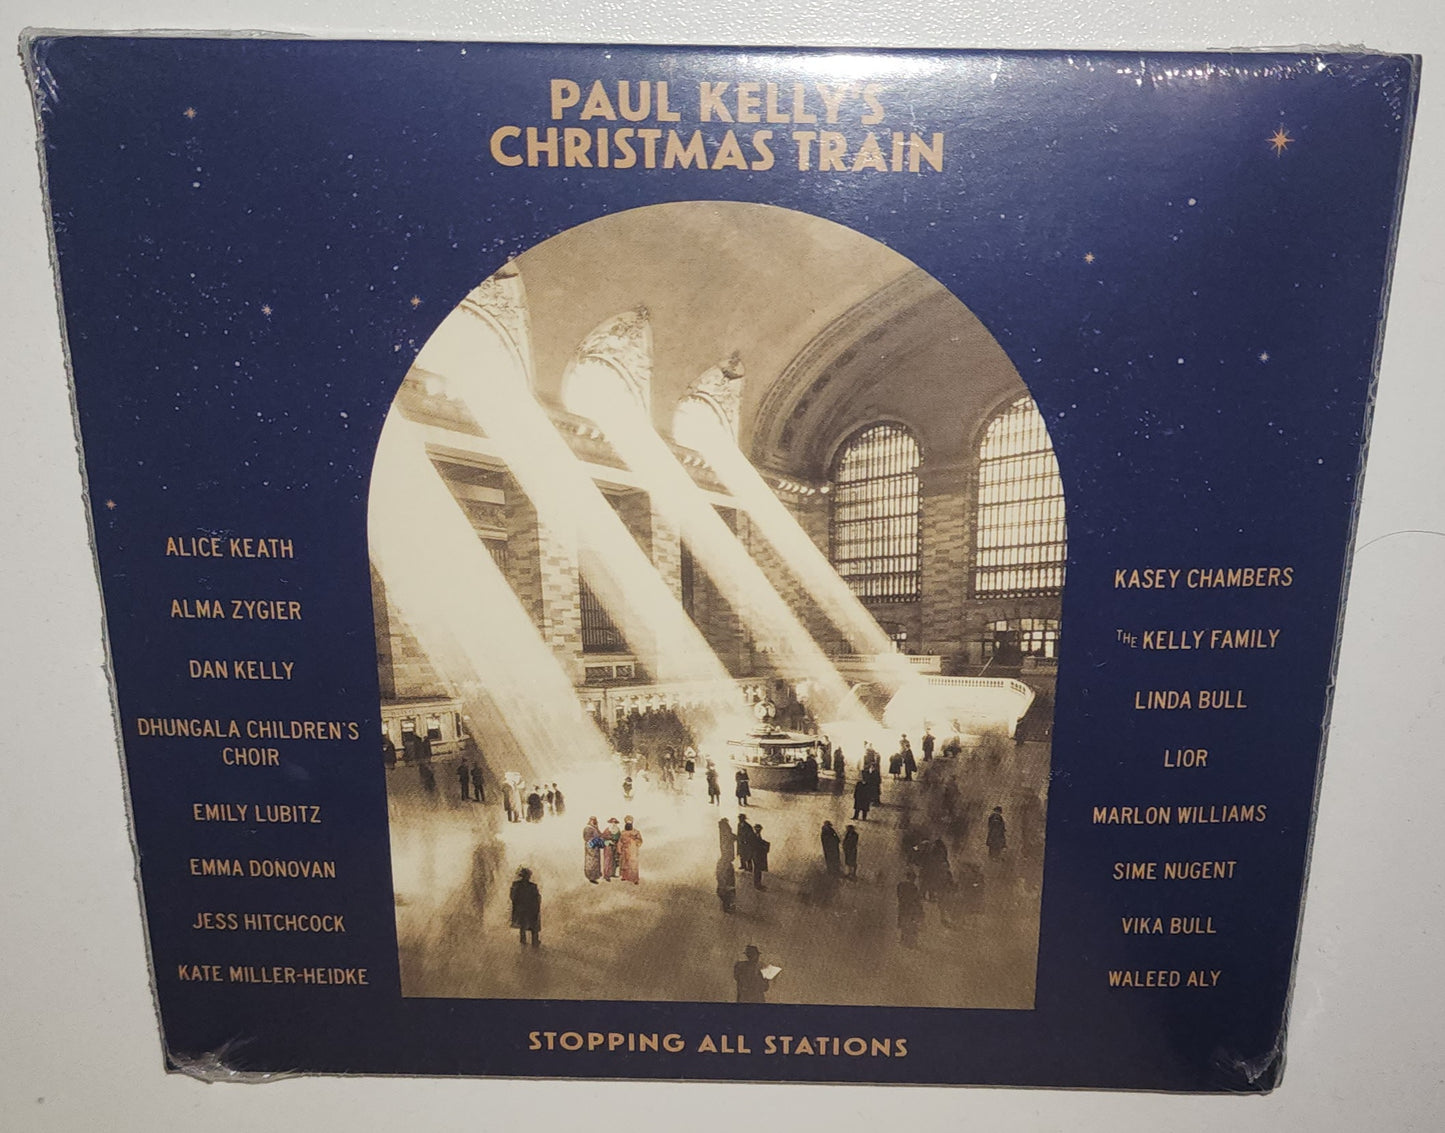 PAUL KELLY'S
CHRISTMAS TRAIN
ALICE KEATH
ALMA ZYGIER
DAN KELLY
DHUNGALA CHILDREN'S
CHOIR
EMILY LUBITZ
EMMA DONOVAN
JESS HITCHCOCK
KATE MILLER-HEIDKE
KASEY CHAMBERS
THE KELLY FAMILY
LINDA BULL
LIOR
MARLON WILLIAMS
SIME NUGENT
VIKA BULL
WALEED ALY
STOPPING ALL STATIONS